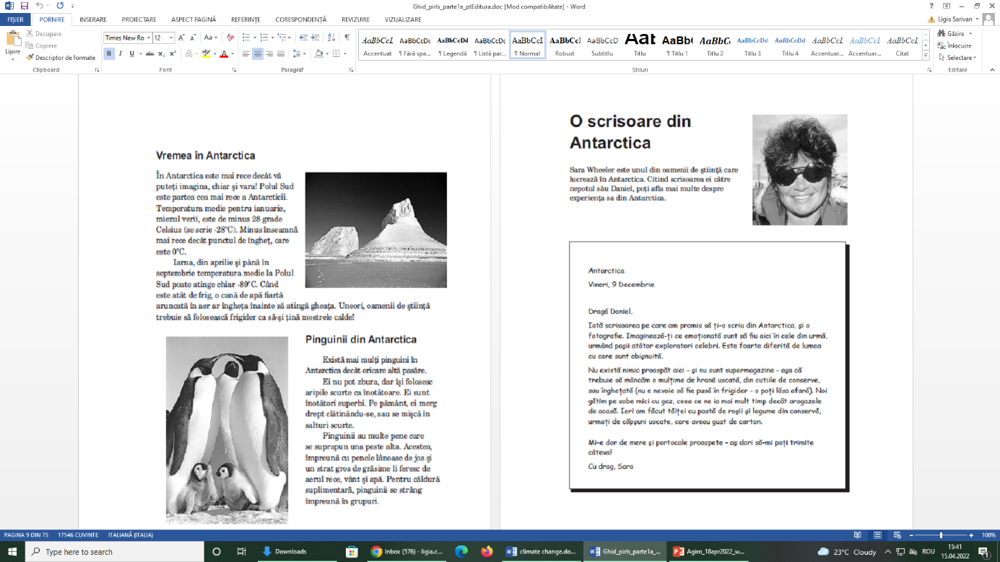 Ghid_pirls_parte1a_ptEditura.doc [Mod compatibilitate] - Word
Ligia Sarivan
FIȘIER PORNIRE INSERARE PROIECTARE ASPECT PAGINĂ REFERINȚE CORESPONDENȚĂ REVIZUIRE VIZUALIZARE
Lipire
Decupare
Copiere
Descriptor de formate
Clipboard
Times New Ro 12
Font
Paragraf
AaBbCcI AaBbCcDc AaBbCcDd AaBbCcDc AaBbCcI AaBbCcI AaBbCcD AaB AaBbC AaBbCc AaBbCcDd AaBbCcDd AaBbCcL AaBbCcL AaBbCcL
Accentuat ¶ Fără spa... ¶ Legendă ¶ Listă par... ¶ Normal Robust Subtitlu Titlu ¶ Titlu 1 Titlu 2 Titlu 3 Titlu 4 Accentuar... Accentuar... Citat
Stiluri
Găsire
Înlocuire
Selectare
Editare
Vremea în Antarctica
În Antarctica este mai rece decât vă
puteți imagina, chiar și vara! Polul Sud
este partea cea mai rece a Antarcticii.
Temperatura medie pentru ianuarie,
miezul verii, este de minus 28 grade
Celsius (se scrie -28°C). Minus înseamnă
mai rece decât punctul de îngheț, care
este 0°C.
Iarna, din aprilie și până în
septembrie temperatura medie la Polul
Sud poate atinge chiar -89°C. Când
este atât de frig, o cană de apă fiartă
aruncată în aer ar îngheța înainte să atingă gheața. Uneori, oamenii de știință
trebuie să folosească frigider ca să-și țină mostrele calde!
Pinguinii din Antarctica
Există mai mulți pinguini în
Antarctica decât oricare altă pasăre.
Ei nu pot zbura, dar își folosesc
aripile scurte ca înotătoare. Ei sunt
înotători superbi. Pe pământ, ei merg
drept clătinându-se, sau se mișcă în
salturi scurte.
Pinguinii au multe pene care
se suprapun una peste alta. Acestea,
împreună cu penele lânoase de jos și
un strat gros de grăsime îi feresc de
aerul rece, vânt și apă. Pentru căldură
suplimentară, pinguinii se strâng
împreună în grupuri.
O scrisoare din
Antarctica
Sara Wheeler este unul din oamenii de știință care
lucrează în Antarctica. Citind scrisoarea ei către
nepotul său Daniel, poți afla mai multe despre
experiența sa din Antarctica.
Antarctica
Vineri, 9 Decembrie
Dragă Daniel,
Iată scrisoarea pe care am promis să ți-o scriu din Antarctica, și o
fotografie. Imaginează-ți ce emoționată sunt să fiu aici în cele din urmă,
urmând pașii atâtor exploratori celebri. Este foarte diferită de lumea
cu care sunt obișnuită.
Nu există nimic proaspăt aici - și nu sunt supermagazine - așa că
trebuie să mâncăm o mulțime de hrană uscată, din cutiile de conserve,
sau înghețată (nu e nevoie să fie pusă în frigider - o poți lăsa afară). Noi
gătim pe sobe mici cu gaz, ceea ce ne ia mai mult timp decât aragazele
de acasă. Ieri am făcut tăiței cu pastă de roșii și legume din conservă,
urmați de căpșuni uscate, care aveau gust de carton.
Mi-e dor de mere și portocale proaspete - aș dori să-mi poți trimite
câteva!
Cu drag, Sara
PAGINA 9 DIN 75 17546 CUVINTE ITALIANĂ (ITALIA) 100%
Type here to search
Downloads
Inbox (576) - ligia.c...
climate change.do...
Ghid_pirls_parte1a_...
Agiro_18apr2022_w...
23°C Cloudy
ROU
15:41
15.04.2022
1